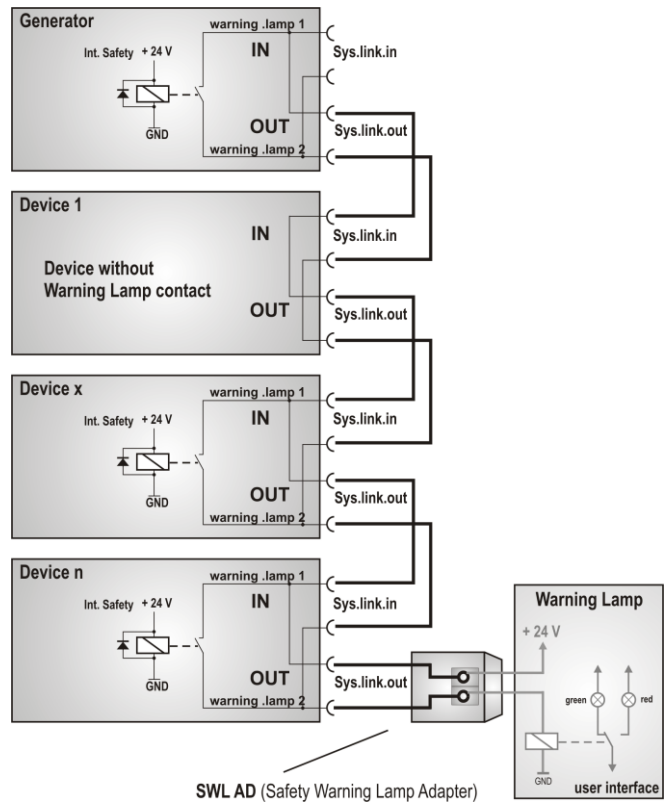 Generator
warning .lamp 1
Int. Safety + 24 V
IN
Sys.link.in
GND
OUT
Sys.link.out
warning .lamp 2
Device 1
IN
Sys.link.in
Device without
Warning Lamp contact
OUT
Sys.link.out
Device x
warning .lamp 1
Int. Safety + 24 V
IN
Sys.link.in
GND
OUT
Sys.link.out
warning .lamp 2
Device n
warning .lamp 1
Int. Safety + 24 V
IN
Sys.link.in
GND
OUT
Sys.link.out
warning .lamp 2
Warning Lamp
+ 24 V
green
red
GND
user interface
SWL AD (Safety Warning Lamp Adapter)